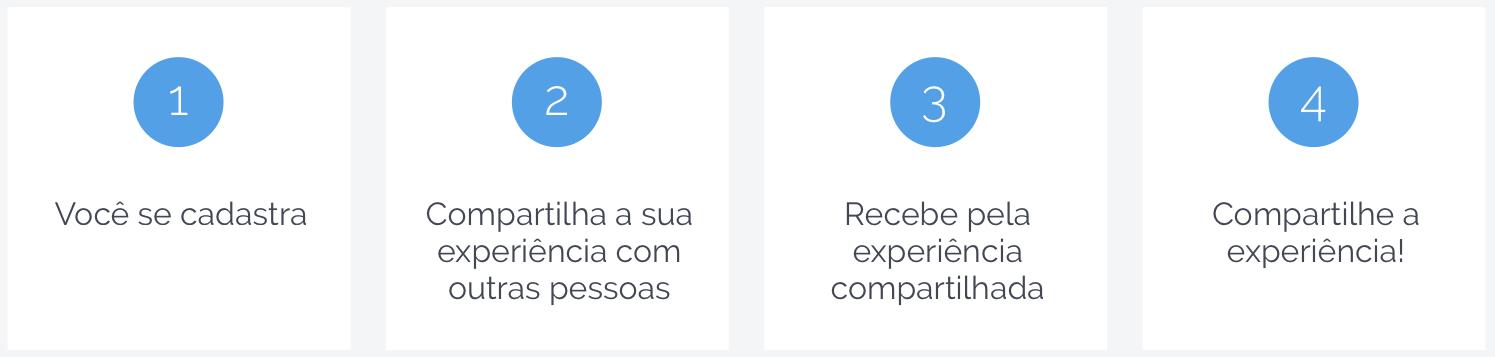 1
Você se cadastra
2
Compartilha a sua
experiência com
outras pessoas
3
Recebe pela
experiência
compartilhada
4
Compartilhe a
experiência!